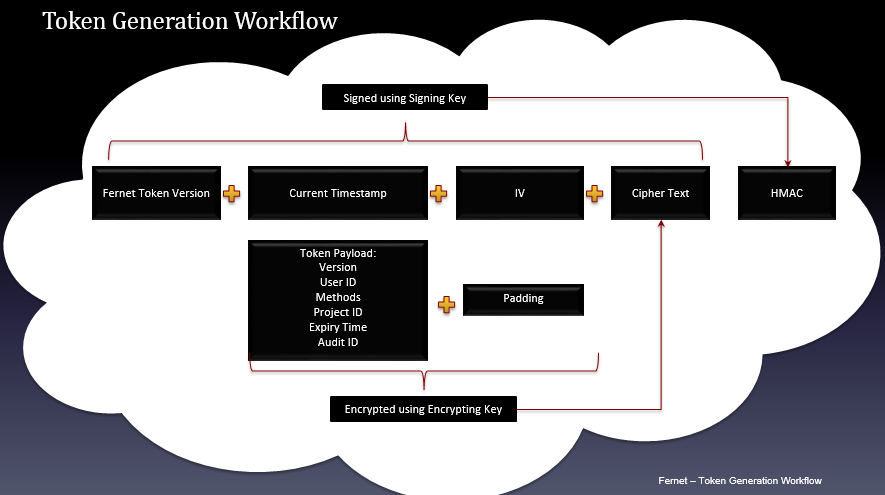 Token Generation Workflow
Signed using Signing Key
Fernet Token Version
Current Timestamp
IV
Cipher Text
HMAC
Token Payload:
Version
User ID
Methods
Project ID
Expiry Time
Audit ID
Padding
Encrypted using Encrypting Key
Fernet – Token Generation Workflow